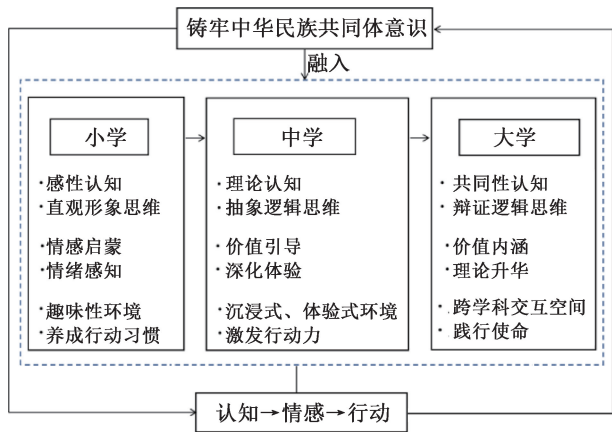 铸牢中华民族共同体意识
融入
小学
·感性认知
·直观形象思维
·情感启蒙
·情绪感知
·趣味性环境
·养成行动习惯
中学
·理论认知
·抽象逻辑思维
·价值引导
·深化体验
·沉浸式、体验式环境
·激发行动力
大学
·共同性认知
·辩证逻辑思维
·价值内涵
·理论升华
·跨学科交互空间
·践行使命
认知→情感→行动